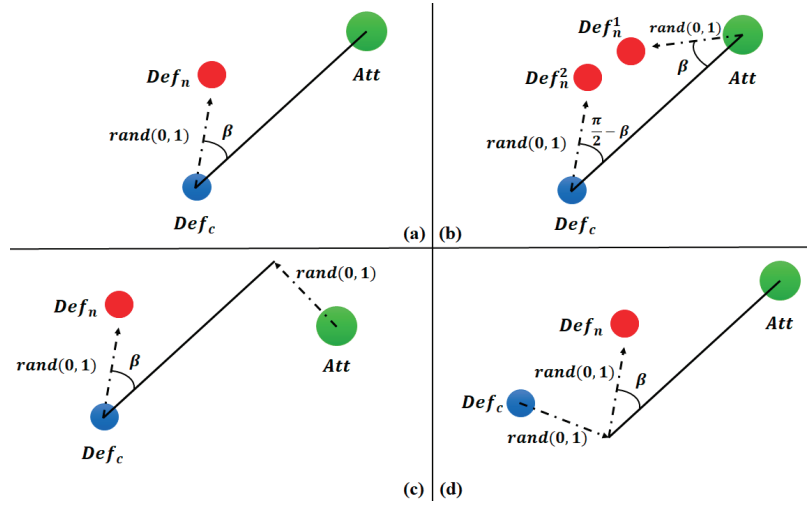 Att
Def_n
rand(0,1)
β
Def_c
(a)
Def_n^1
rand(0,1)
Att
Def_n^2
β
rand(0,1)
π/2 − β
Def_c
(b)
rand(0,1)
Def_n
rand(0,1)
β
Att
Def_c
(c)
Att
Def_n
rand(0,1)
β
Def_c
rand(0,1)
(d)